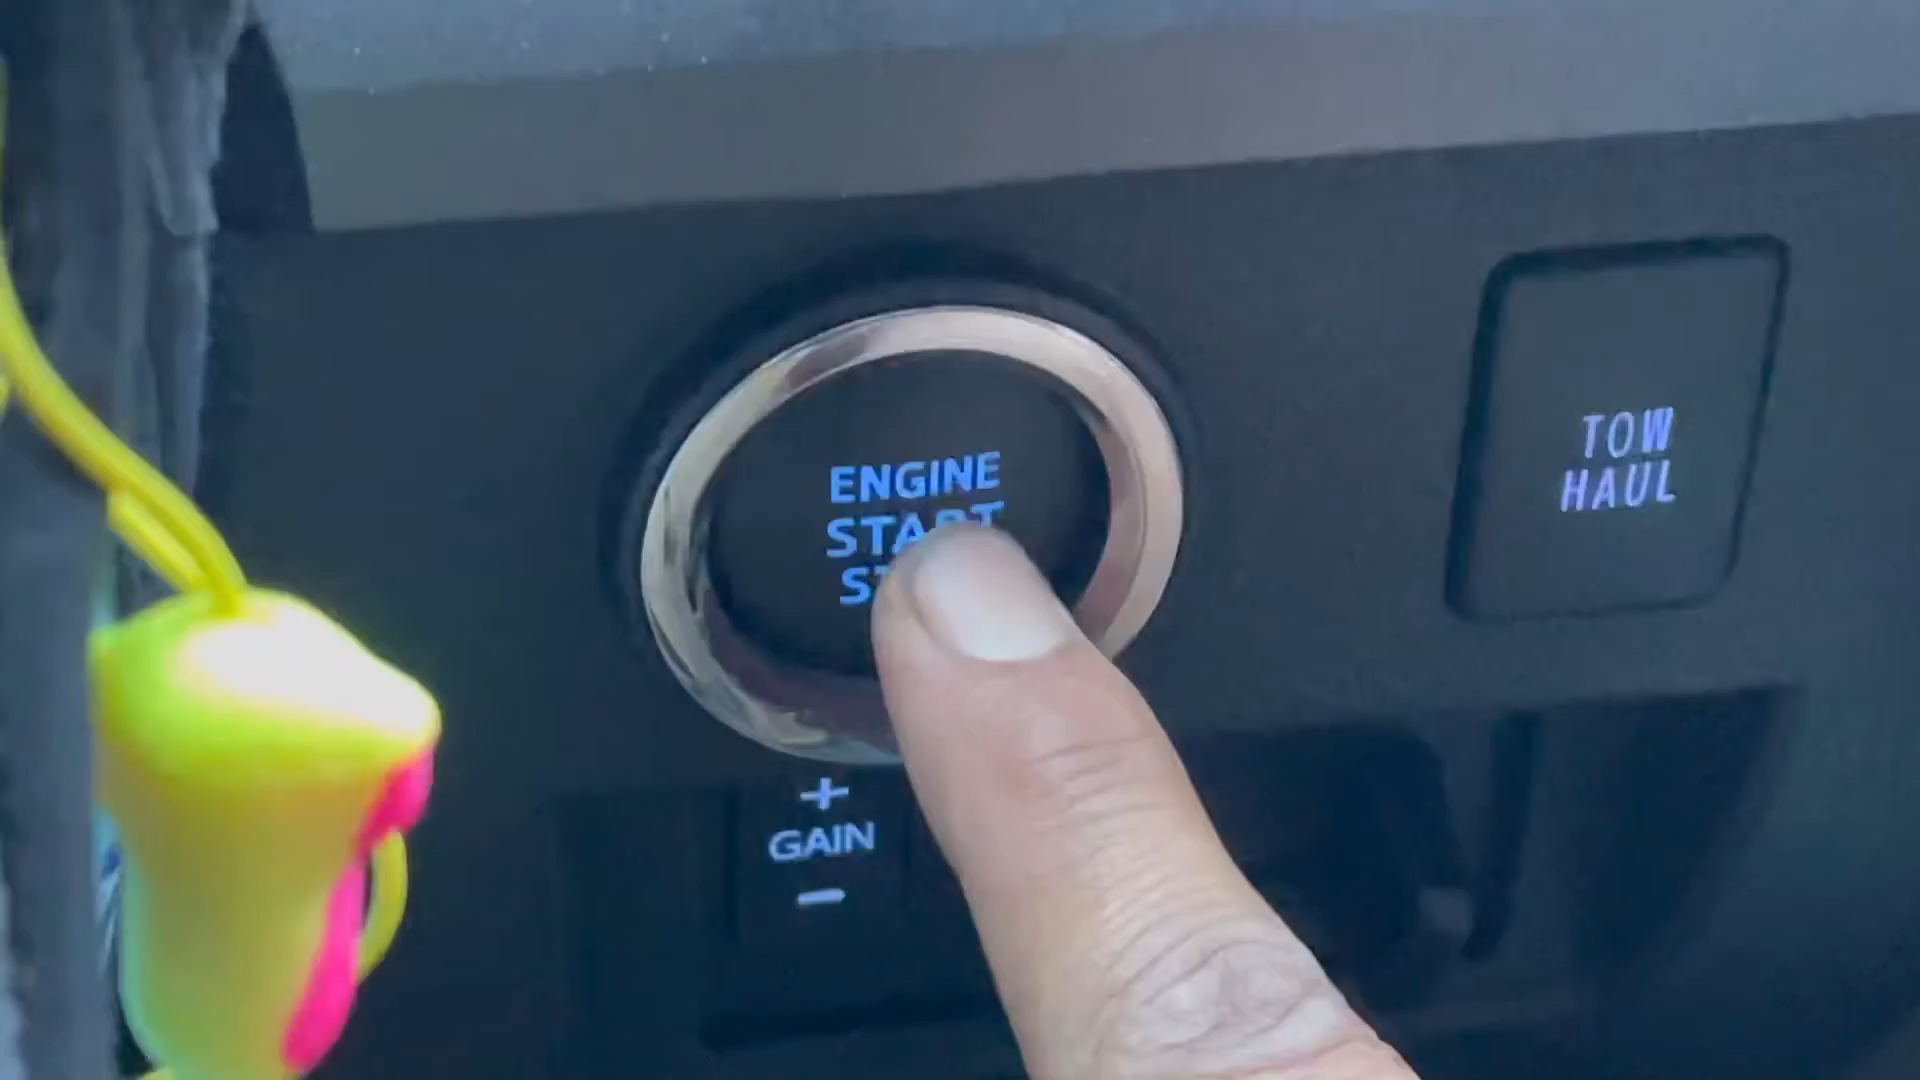 ENGINE
START
TOW
HAUL
+
GAIN
-